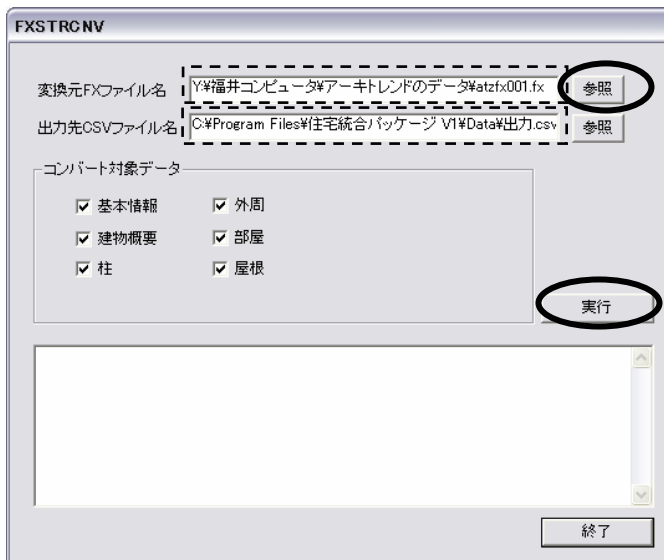 FXSTRCNV
変換元FXファイル名 Y:¥福井コンピュータ¥アーキトレンドのデータ¥atzfx001.fx 参照
出力先CSVファイル名 C:¥Program Files¥住宅統合パッケージ V1¥Data¥出力.csv 参照
コンバート対象データ
基本情報 外周
建物概要 部屋
柱 屋根
実行
終了